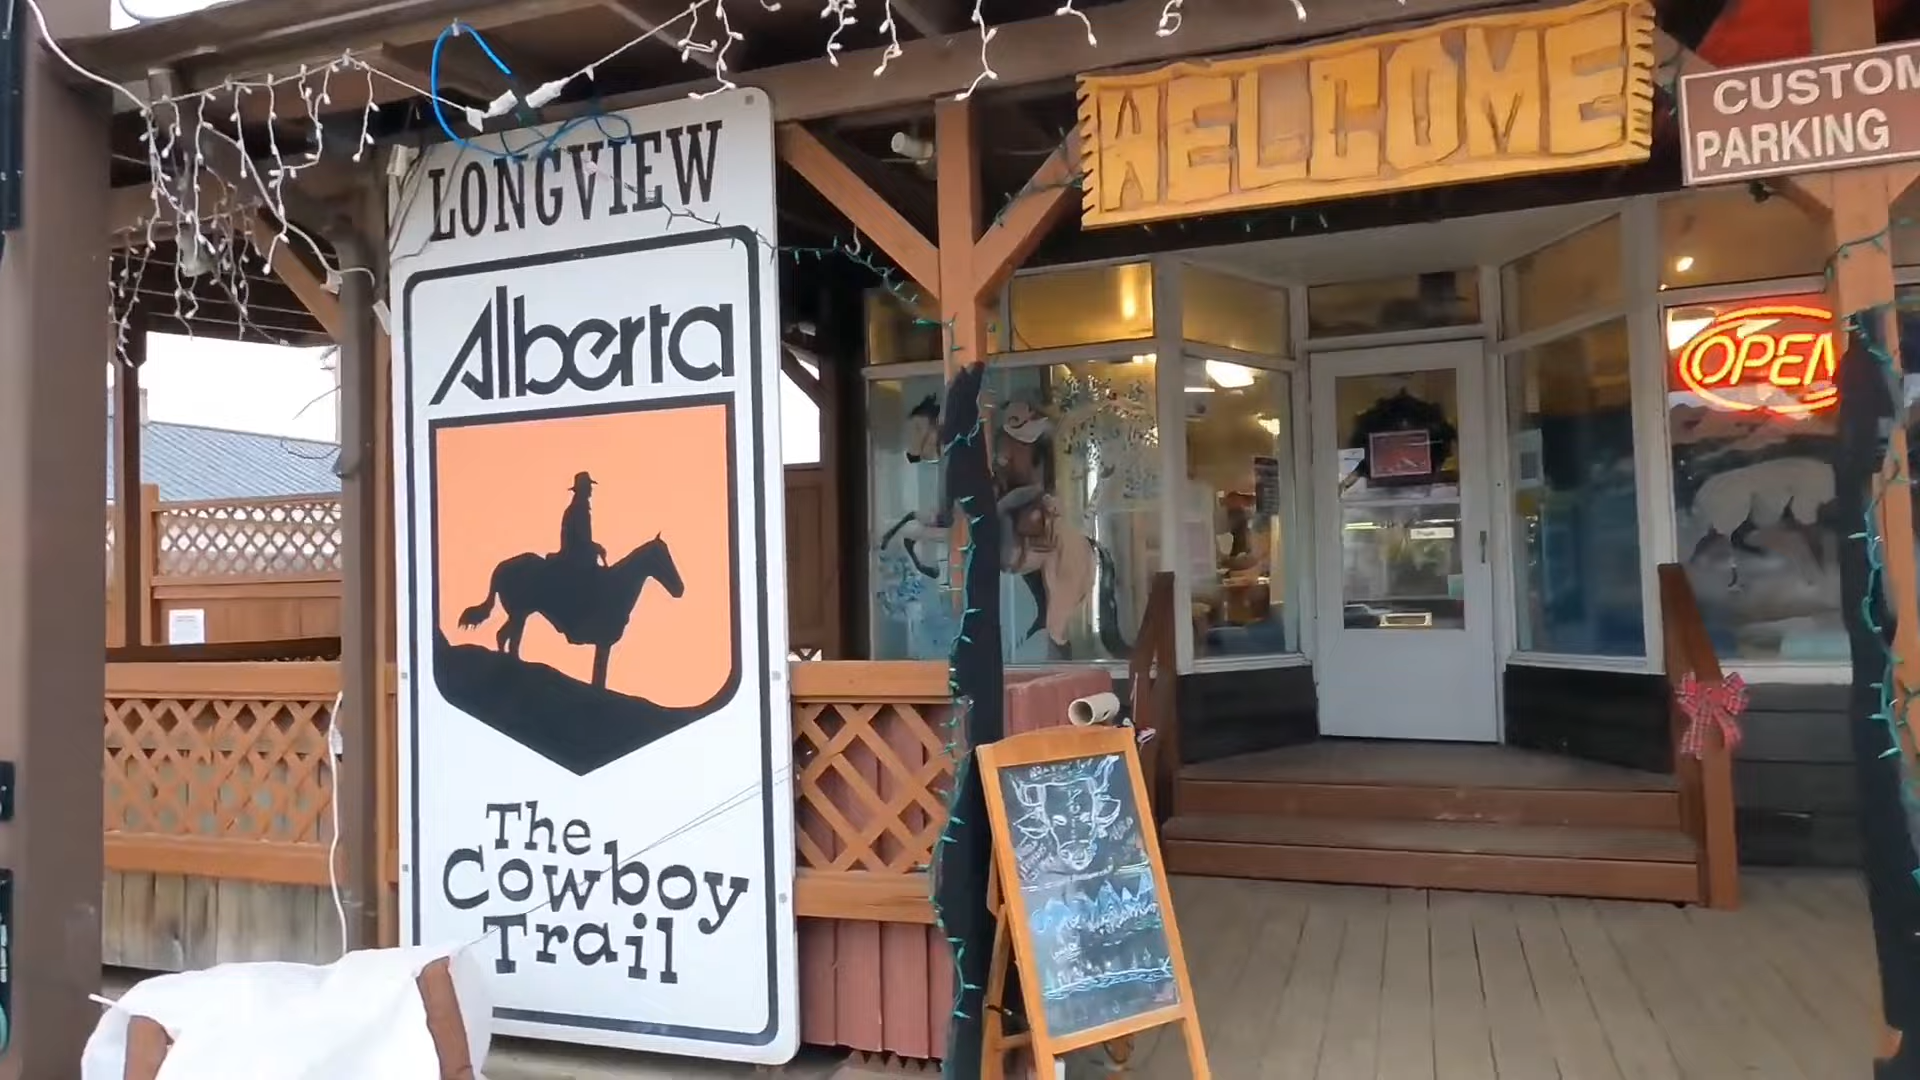 LONGVIEW
Alberta
The
Cowboy
Trail
WELCOME
CUSTOM
PARKING
OPEN